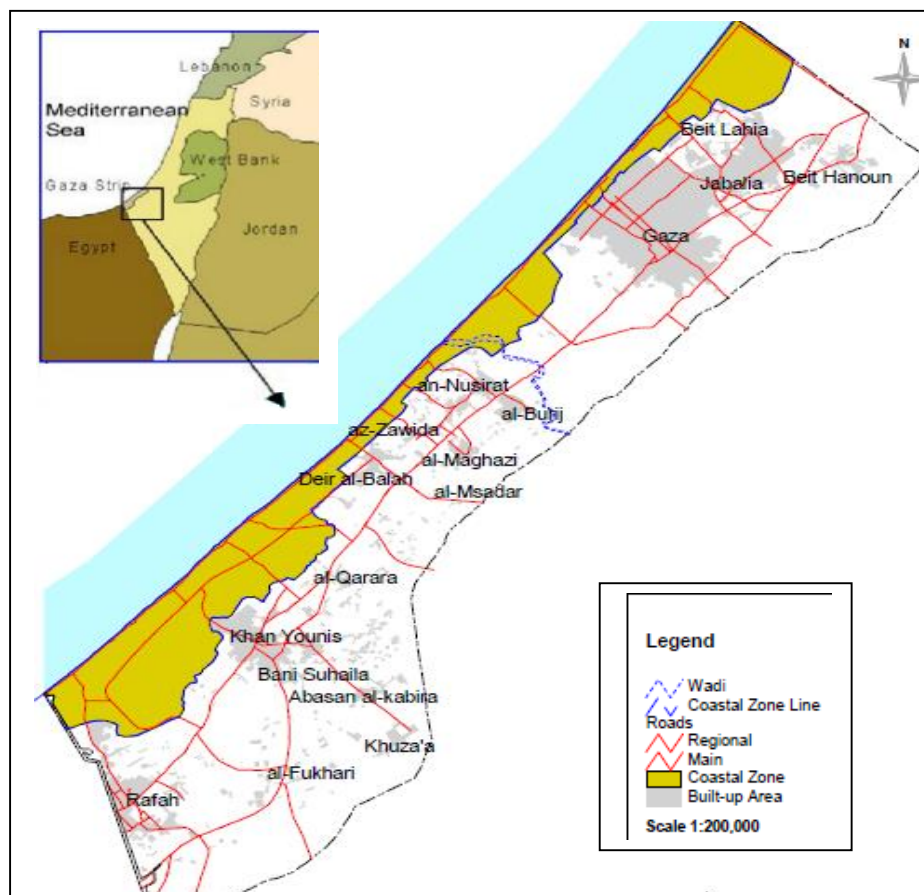 Lebanon
Mediterranean
Sea
Syria
West Bank
Gaza Strip
Egypt
Jordan
N
Beit Lahia
Jabalia
Beit Hanoun
Gaza
an-Nusirat
al-Burij
az-Zawida
al-Maghazi
Deir al-Balah
al-Msadar
al-Qarara
Khan Younis
Bani Suhaila
Abasan al-kabira
Khuza'a
al-Fukhari
Rafah
Legend
Wadi
Coastal Zone Line
Roads
Regional
Main
Coastal Zone
Built-up Area
Scale 1:200,000